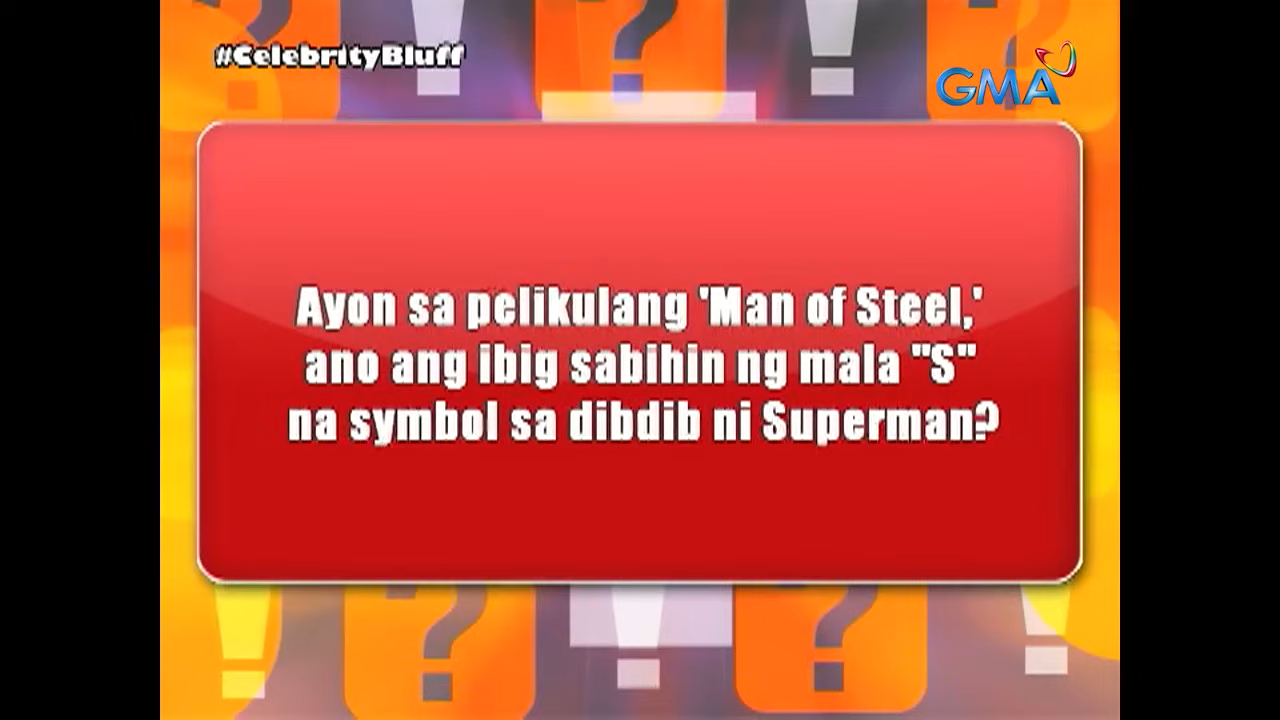 #CelebrityBluff
GMA
Ayon sa pelikulang 'Man of Steel,'
ano ang ibig sabihin ng mala "S"
na symbol sa dibdib ni Superman?